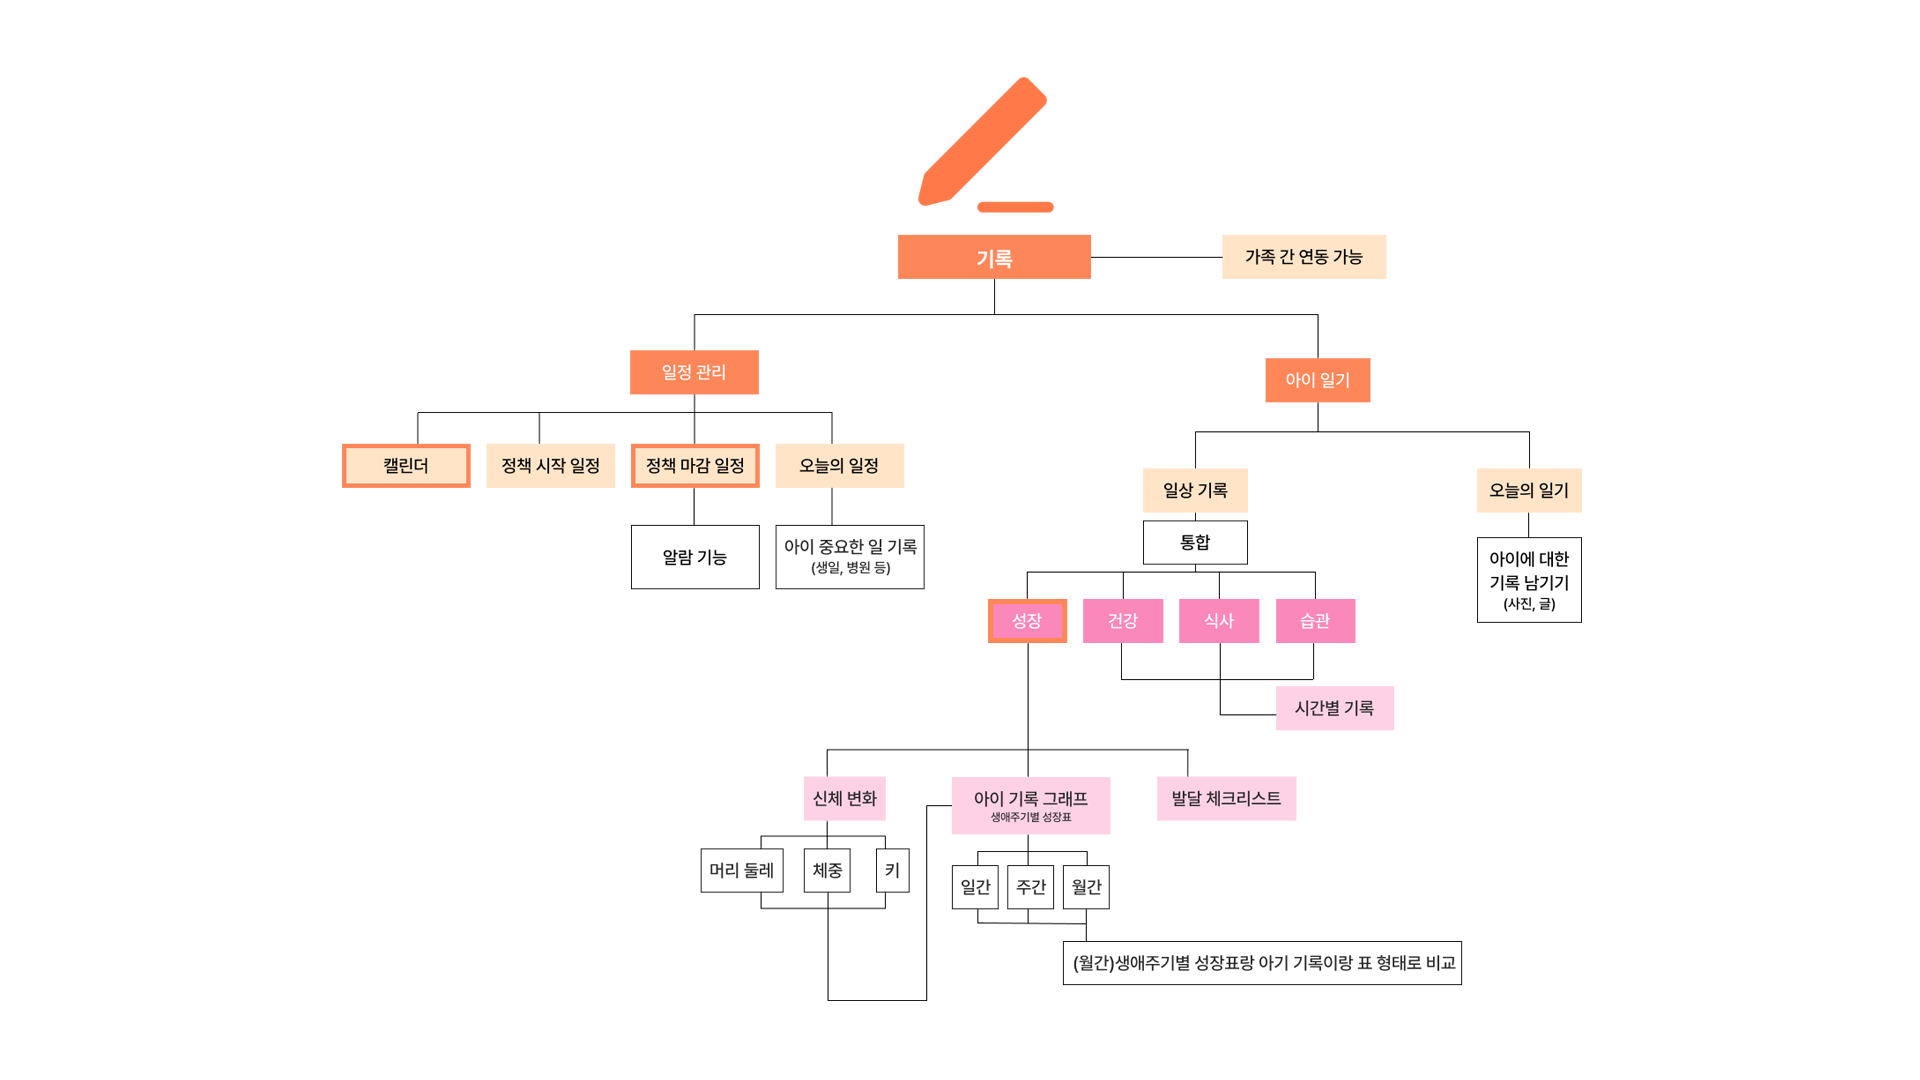 기록
가족 간 연동 가능
일정 관리
아이 일기
캘린더
정책 시작 일정
정책 마감 일정
오늘의 일정
일상 기록
오늘의 일기
알람 기능
아이 중요한 일 기록
(생일, 병원 등)
통합
아이에 대한
기록 남기기
(사진, 글)
성장
건강
식사
습관
시간별 기록
신체 변화
아이 기록 그래프
생애주기별 성장표
발달 체크리스트
머리 둘레
체중
키
일간
주간
월간
(월간)생애주기별 성장표랑 아기 기록이랑 표 형태로 비교